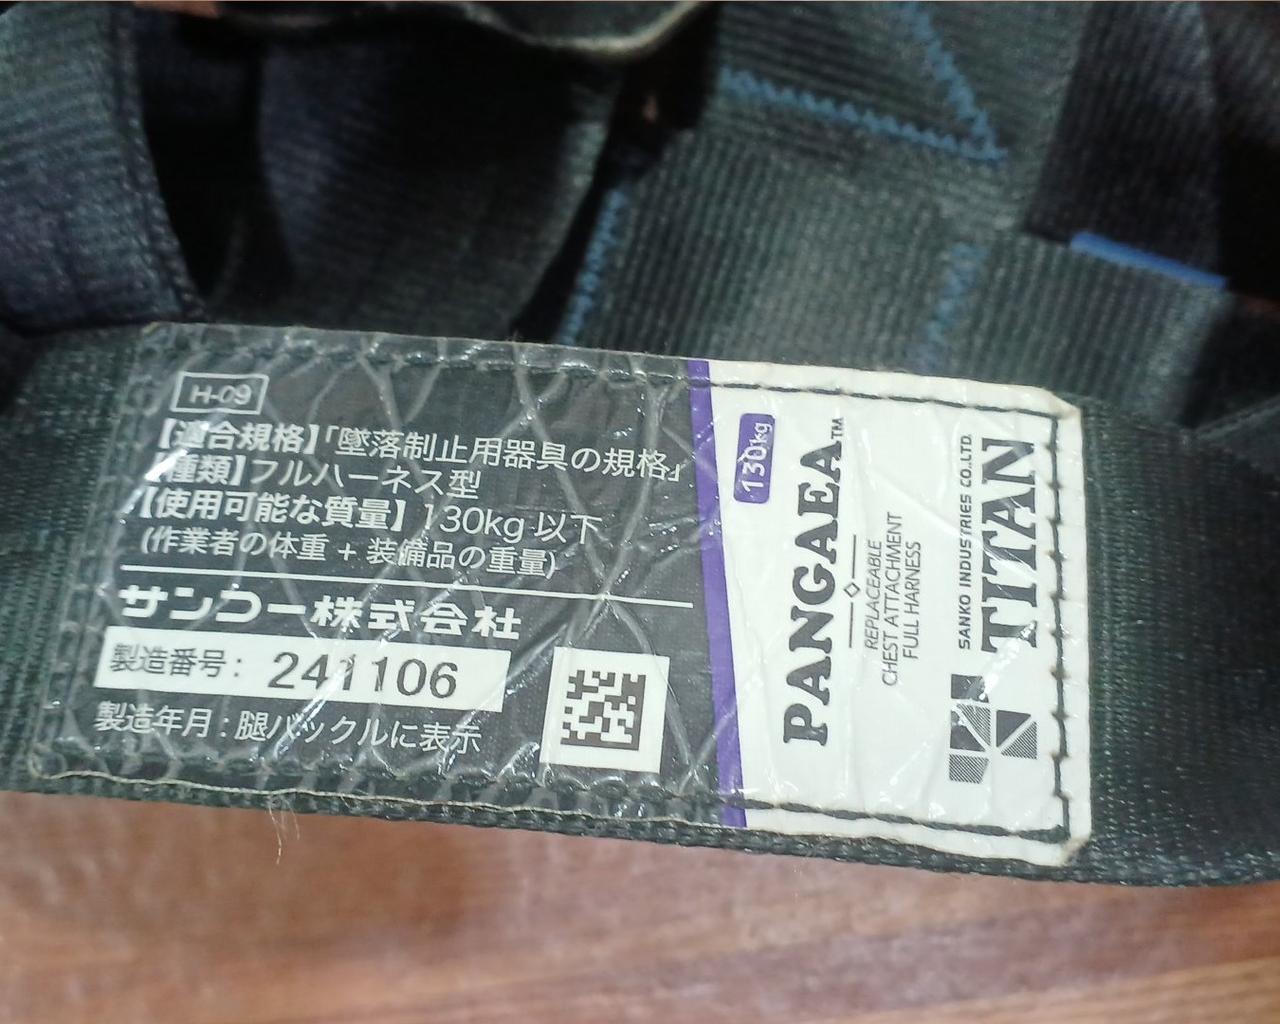 H-09
【適合規格】「墜落制止用器具の規格」
【種類】フルハーネス型
【使用可能な質量】130kg 以下
(作業者の体重 + 装備品の重量)
サンコー株式会社
製造番号: 241106
製造年月:腿バックルに表示
130kg
PANGAEA™
REPLACEABLE
CHEST ATTACHMENT
FULL HARNESS
SANKO INDUSTRIES CO.,LTD.
TITAN